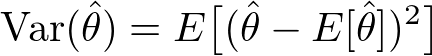 Var(θ̂) = E[(θ̂ − E[θ̂])²]